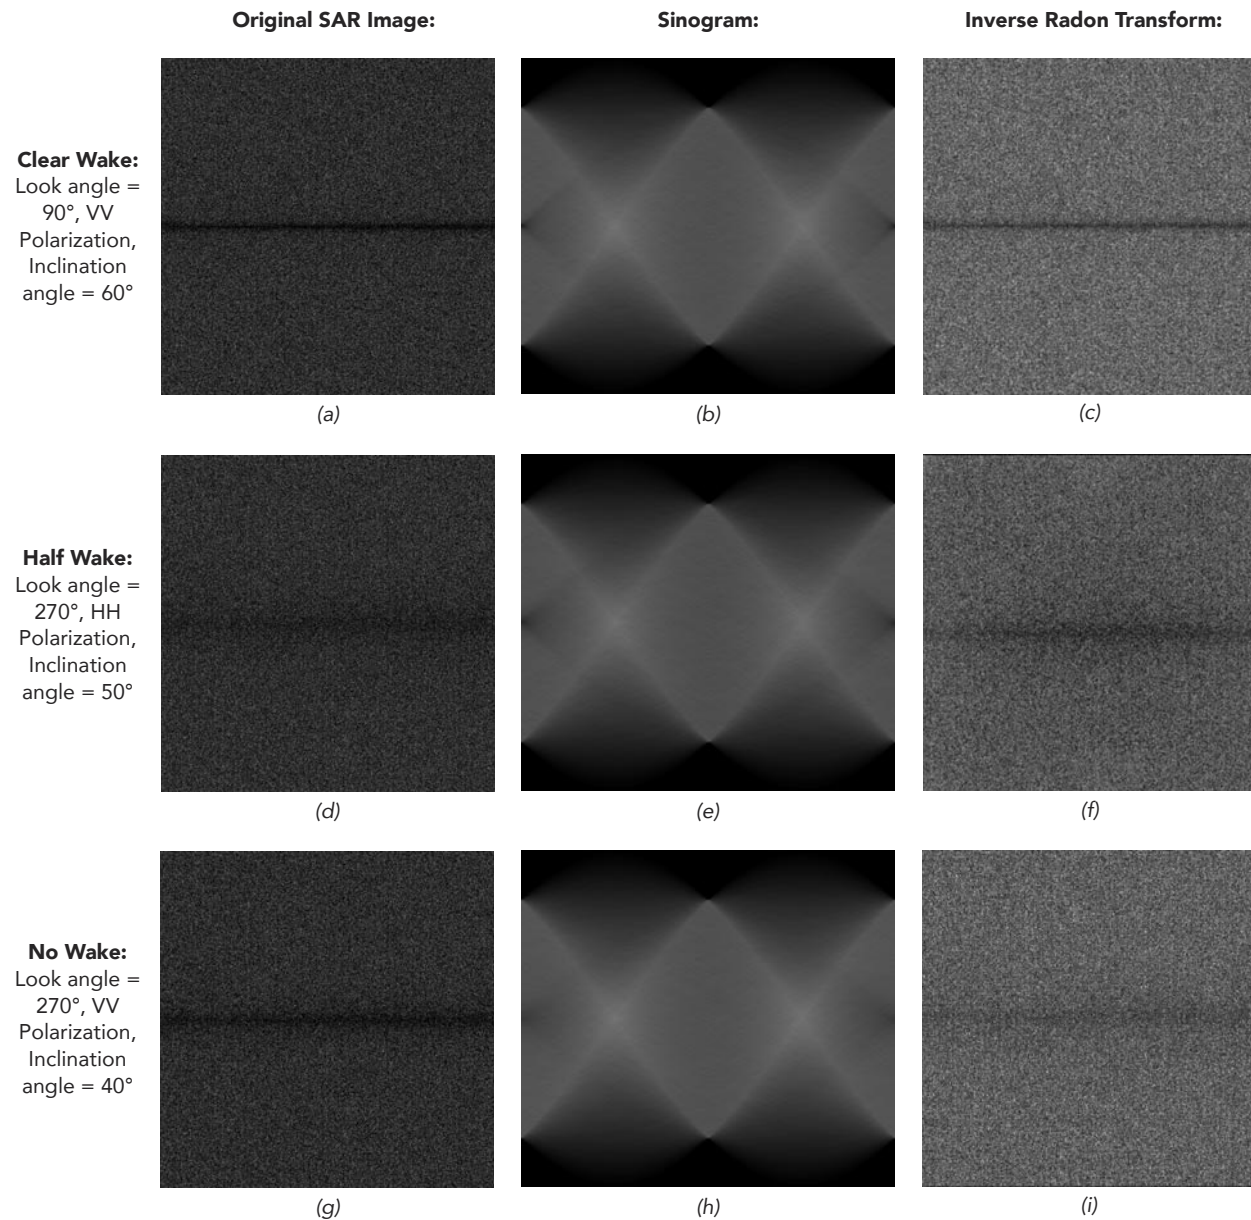 Original SAR Image:
Sinogram:
Inverse Radon Transform:
Clear Wake:
Look angle =
90°, VV
Polarization,
Inclination
angle = 60°
(a)
(b)
(c)
Half Wake:
Look angle =
270°, HH
Polarization,
Inclination
angle = 50°
(d)
(e)
(f)
No Wake:
Look angle =
270°, VV
Polarization,
Inclination
angle = 40°
(g)
(h)
(i)